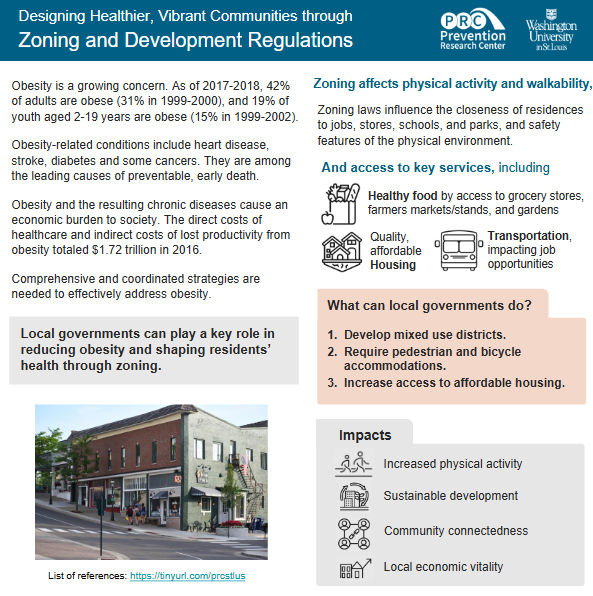 Designing Healthier, Vibrant Communities through
Zoning and Development Regulations
PRC
Prevention
Research Center
Washington
University
in St. Louis
Obesity is a growing concern. As of 2017-2018, 42%
of adults are obese (31% in 1999-2000), and 19% of
youth aged 2-19 years are obese (15% in 1999-2002).
Obesity-related conditions include heart disease,
stroke, diabetes and some cancers. They are among
the leading causes of preventable, early death.
Obesity and the resulting chronic diseases cause an
economic burden to society. The direct costs of
healthcare and indirect costs of lost productivity from
obesity totaled $1.72 trillion in 2016.
Comprehensive and coordinated strategies are
needed to effectively address obesity.
Local governments can play a key role in
reducing obesity and shaping residents'
health through zoning.
List of references: https://tinyurl.com/prcstlus
Zoning affects physical activity and walkability,
Zoning laws influence the closeness of residences
to jobs, stores, schools, and parks, and safety
features of the physical environment.
And access to key services, including
Healthy food by access to grocery stores,
farmers markets/stands, and gardens
Quality,
affordable
Housing
Transportation,
impacting job
opportunities
What can local governments do?
1. Develop mixed use districts.
2. Require pedestrian and bicycle
accommodations.
3. Increase access to affordable housing.
Impacts
Increased physical activity
Sustainable development
Community connectedness
Local economic vitality